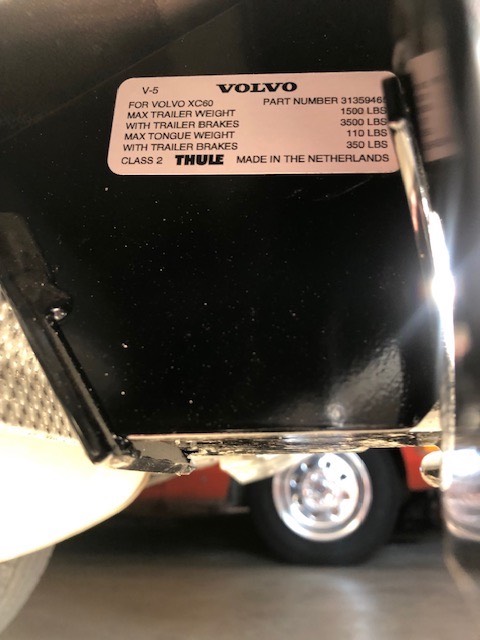 V-5 VOLVO
FOR VOLVO XC60 PART NUMBER 3135946
MAX TRAILER WEIGHT 1500 LBS
WITH TRAILER BRAKES 3500 LBS
MAX TONGUE WEIGHT 110 LBS
WITH TRAILER BRAKES 350 LBS
CLASS 2 THULE MADE IN THE NETHERLANDS